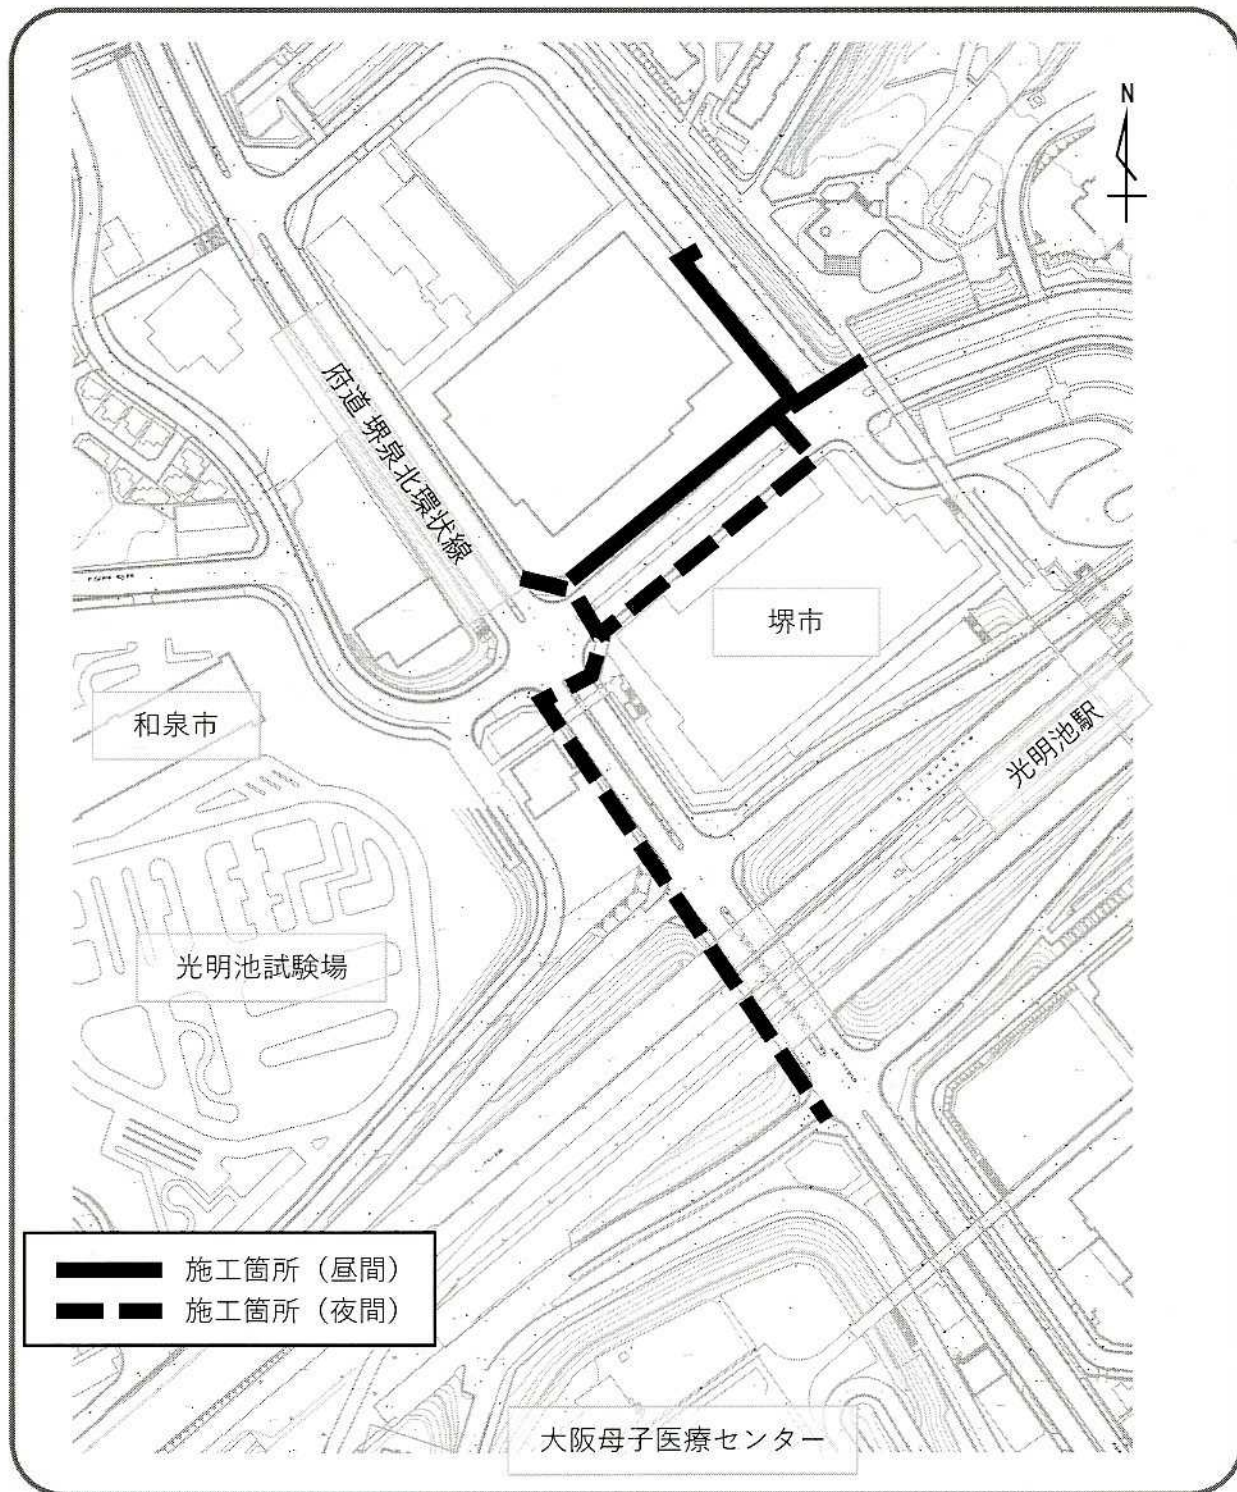 N
府道 堺泉北環状線
堺市
和泉市
光明池駅
光明池試験場
施工箇所（昼間）
施工箇所（夜間）
大阪母子医療センター